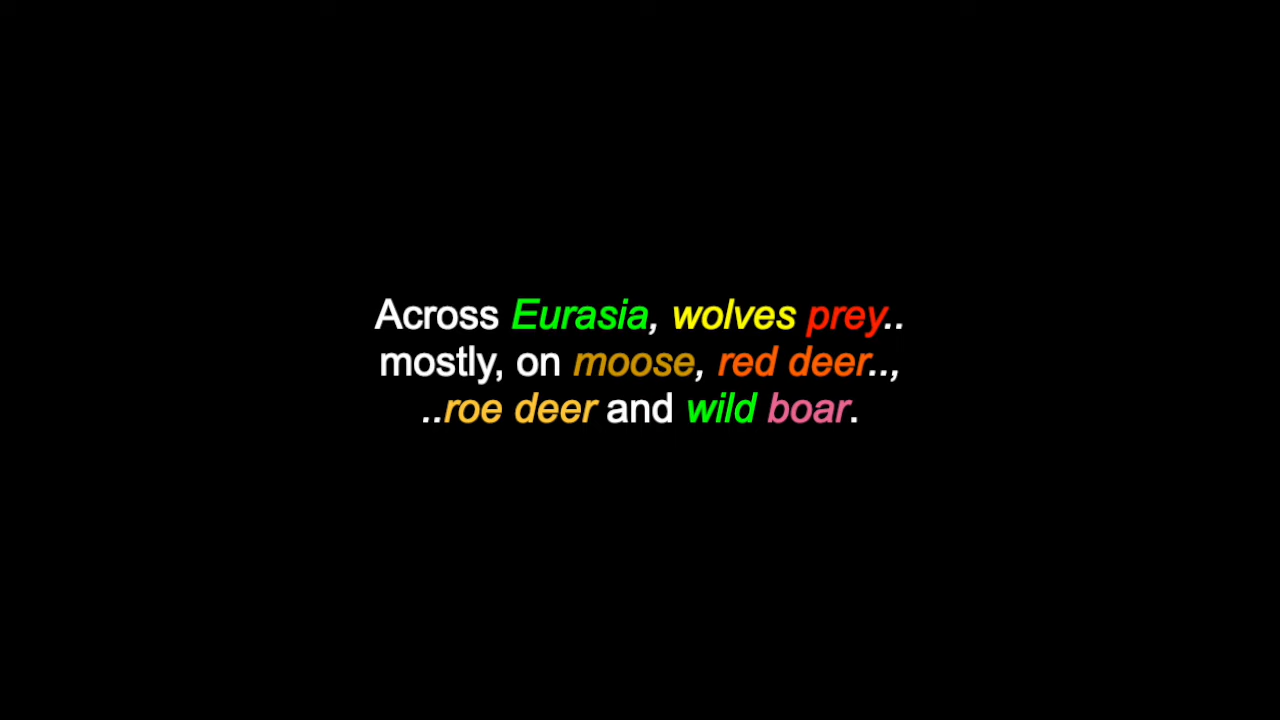 Across Eurasia, wolves prey..
mostly, on moose, red deer..,
..roe deer and wild boar.